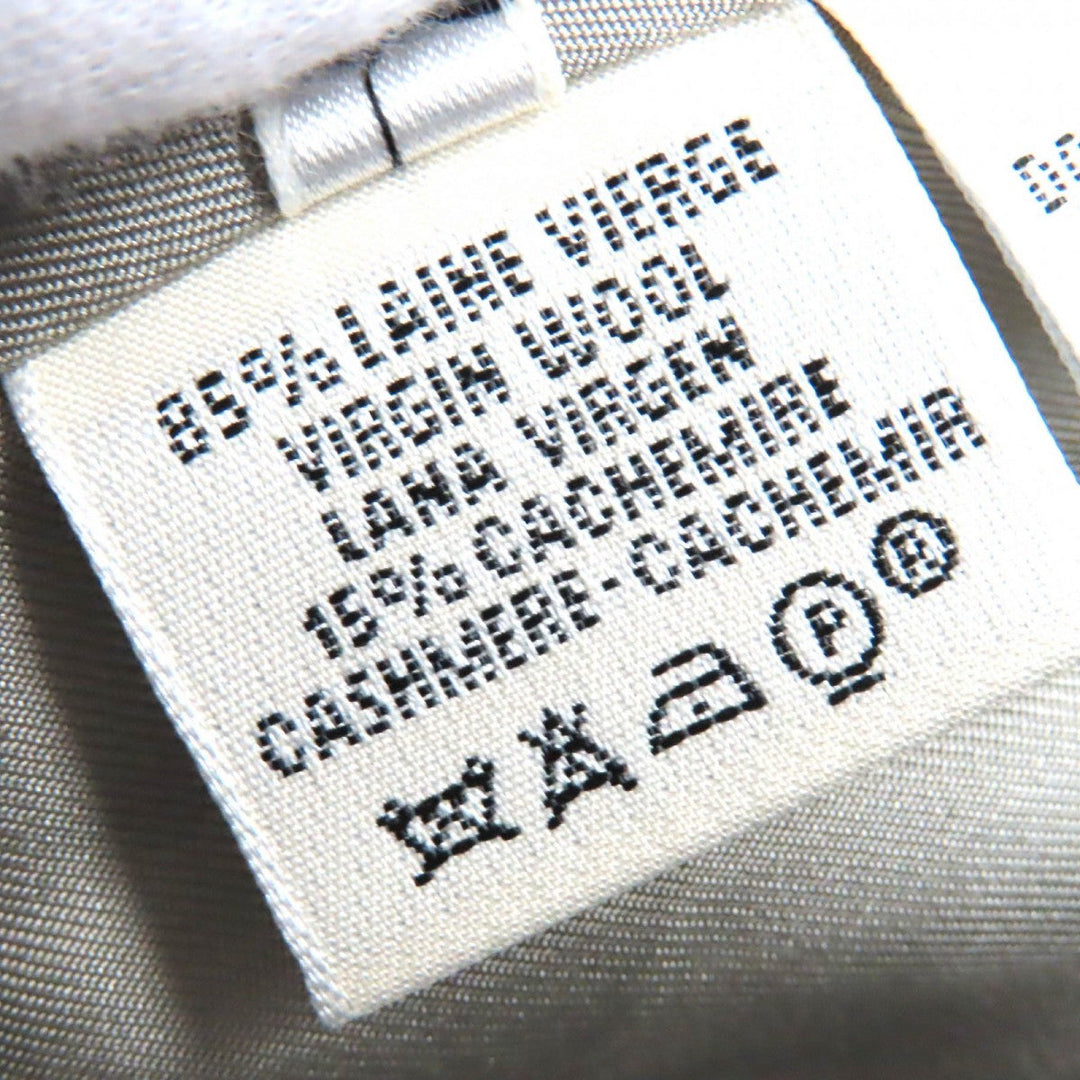 85% LAINE VIERGE
VIRGIN WOOL
LANA VIRGEN
15% CACHEMIRE
CASHMERE-CACHEMIR
P ®